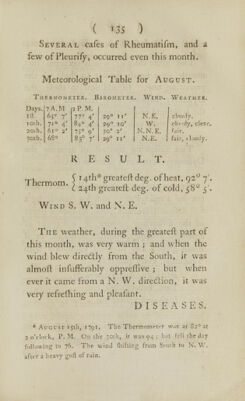 ( 135 )
SEVERAL cases of Rheumatism, and a
few of Pleurisy, occurred even this month.
Meteorological Table for AUGUST.
THERMOMETER. BAROMETER. WIND. WEATHER.
Days. 7 A.M 2 P.M.
1st. 65° 7' 77° 4' 29° 11' N.E. cloudy.
10th. 71° 2' 82° 4' 29° 10' W. cloudy, clear.
20th. 61° 2' 75° 9' 30° 2' N.N.E. fair.
30th. 68° 83° 7' 29° 11' N.E. fair, cloudy.
RESULT.
Thermom. { 14th* greatest deg. of heat, 92° 7'.
{ 24th greatest deg. of cold, 58° 5'.
WIND S. W. and N. E.
THE weather, during the greatest part of
this month, was very warm; and when the
wind blew directly from the South, it was
almost insufferably oppressive; but when
ever it came from a N. W. direction, it was
very refreshing and pleasant.
DISEASES.
* August 15th, 1791. The Thermometer was at 82° at
2 o'clock, P. M. On the 20th, it was 94; but fell the day
following to 76. The wind shifting from South to N. W.
after a heavy gust of rain.